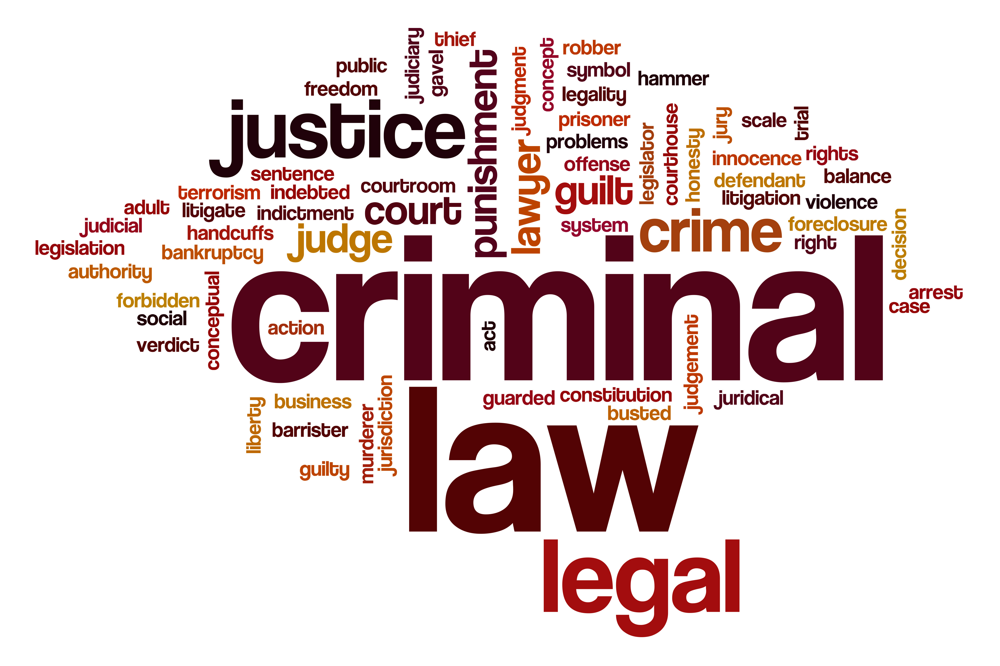 judiciary
thief
gavel
public
freedom
punishment
judgment
concept
robber
symbol
hammer
legality
justice
prisoner
problems
lawyer
legislator
courthouse
honesty
jury
scale
trial
innocence
rights
offense
guilt
defendant
balance
sentence
terrorism
indebted
courtroom
litigation
violence
adult
litigate
indictment
court
judicial
handcuffs
judge
system
crime
foreclosure
decision
right
legislation
bankruptcy
authority
conceptual
criminal
forbidden
social
verdict
action
act
arrest
case
judgement
liberty
business
barrister
murderer
jurisdiction
guilty
guarded
constitution
busted
juridical
law
legal